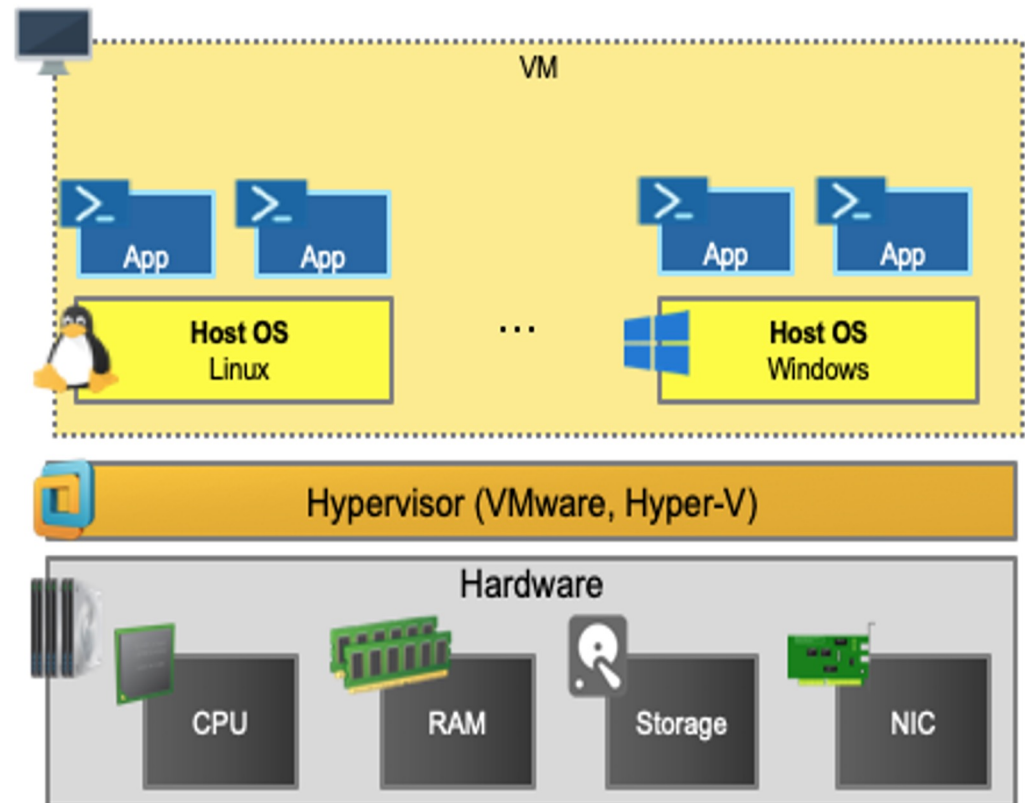 VM
App
App
App
App
Host OS
Linux
...
Host OS
Windows
Hypervisor (VMware, Hyper-V)
Hardware
CPU
RAM
Storage
NIC